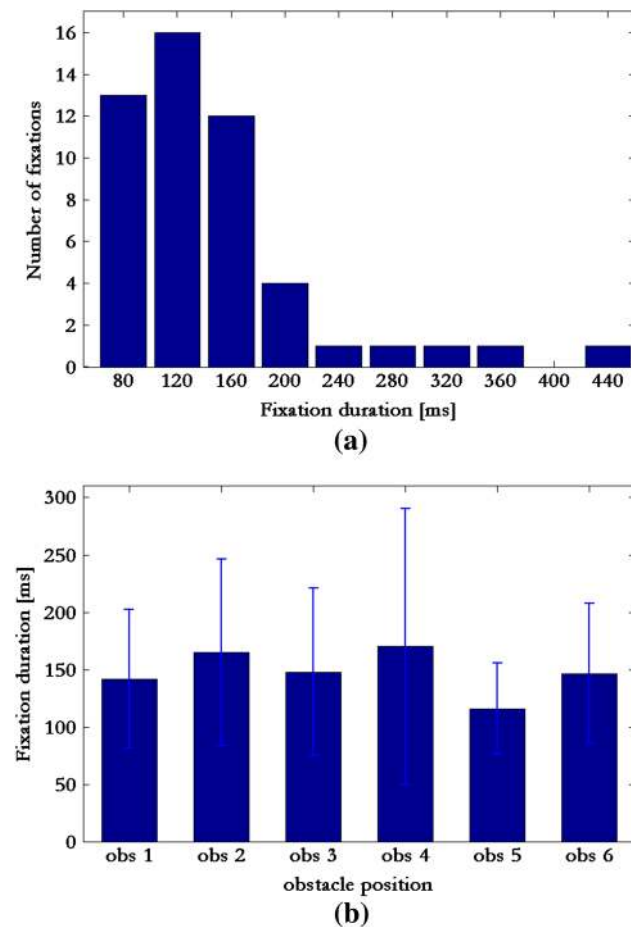 16
14
12
10
8
6
4
2
0
Number of fixations
80 120 160 200 240 280 320 360 400 440
Fixation duration [ms]
(a)
300
250
200
150
100
50
0
Fixation duration [ms]
obs 1 obs 2 obs 3 obs 4 obs 5 obs 6
obstacle position
(b)